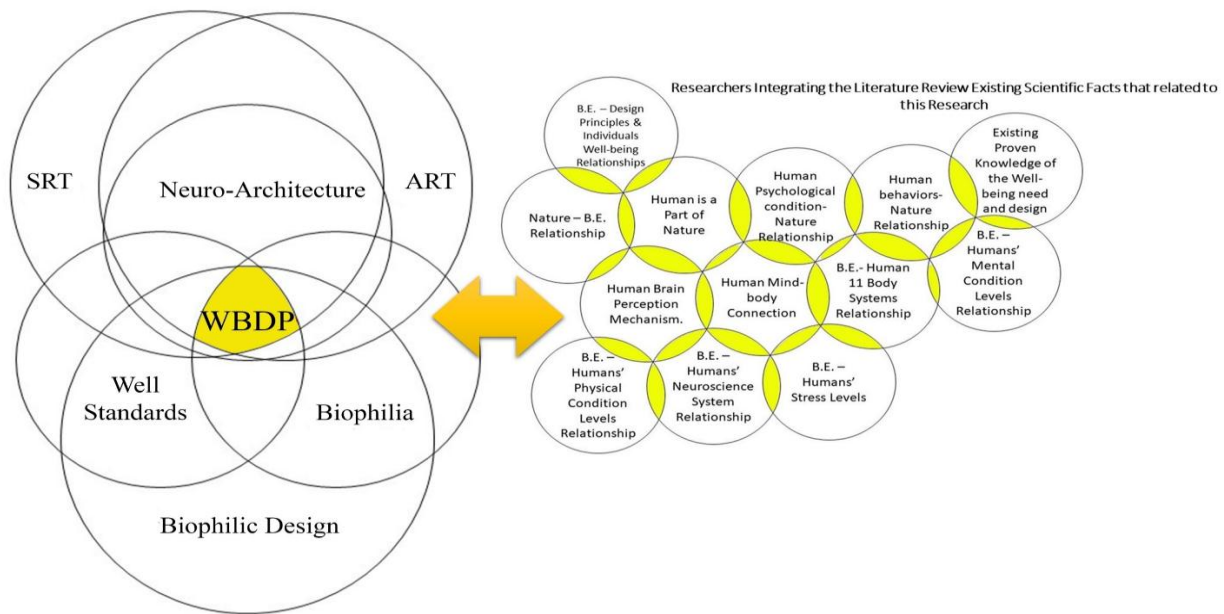 SRT
Neuro-Architecture
ART
WBDP
Well
Standards
Biophilia
Biophilic Design
Researchers Integrating the Literature Review Existing Scientific Facts that related to
this Research
B.E. – Design
Principles &
Individuals
Well-being
Relationships
Nature – B.E.
Relationship
Human is a
Part of
Nature
Human
Psychological
condition-
Nature
Relationship
Human
behaviors-
Nature
Relationship
Existing
Proven
Knowledge of
the Well-
being need
and design
Human Brain
Perception
Mechanism.
Human Mind-
body
Connection
B.E.- Human
11 Body
Systems
Relationship
B.E. –
Humans'
Mental
Condition
Levels
Relationship
B.E. –
Humans'
Physical
Condition
Levels
Relationship
B.E. –
Humans'
Neuroscience
System
Relationship
B.E. –
Humans'
Stress Levels